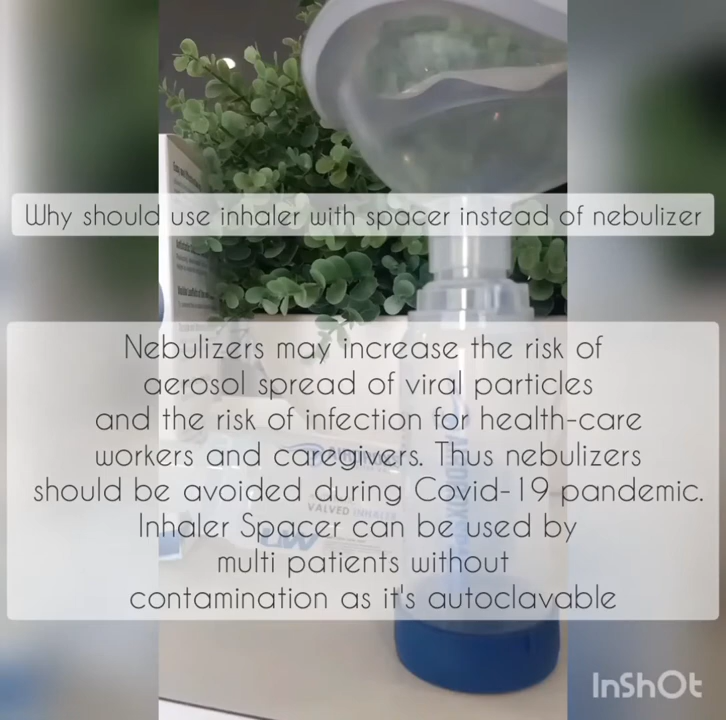 Why should use inhaler with spacer instead of nebulizer
Nebulizers may increase the risk of
aerosol spread of viral particles
and the risk of infection for health-care
workers and caregivers. Thus nebulizers
should be avoided during Covid-19 pandemic.
Inhaler Spacer can be used by
multi patients without
contamination as it's autoclavable
VALVED INHALER
InShOt